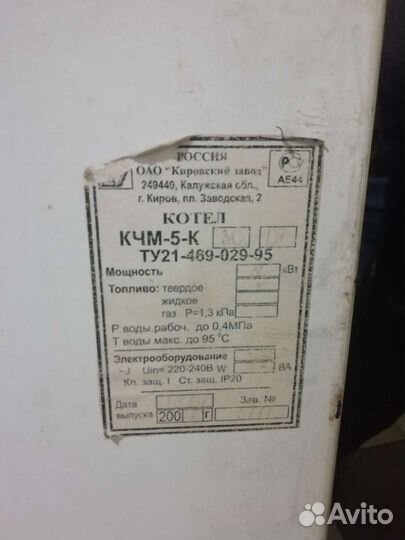 РОССИЯ
ОАО "Кировский завод"
249440, Калужская обл.,
г. Киров, пл. Заводская, 2
РСТ
АЕ44
КОТЕЛ
КЧМ-5-К
ТУ21-469-029-95
Мощность кВт
Топливо: твердое
жидкое
газ P=1,3 кПа
Р воды.рабоч. до 0,4МПа
Т воды макс. до 95 °С
Электрооборудование
~J Uin= 220-240В W ВА
Кл. защ. I Ст. защ. IP20
Дата Зав. №
выпуска 200 г
Avito